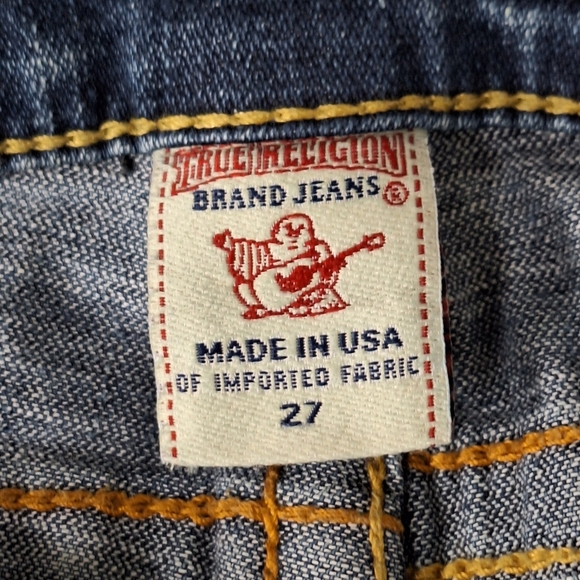 TRUE RELIGION
BRAND JEANS ®
MADE IN USA
OF IMPORTED FABRIC
27